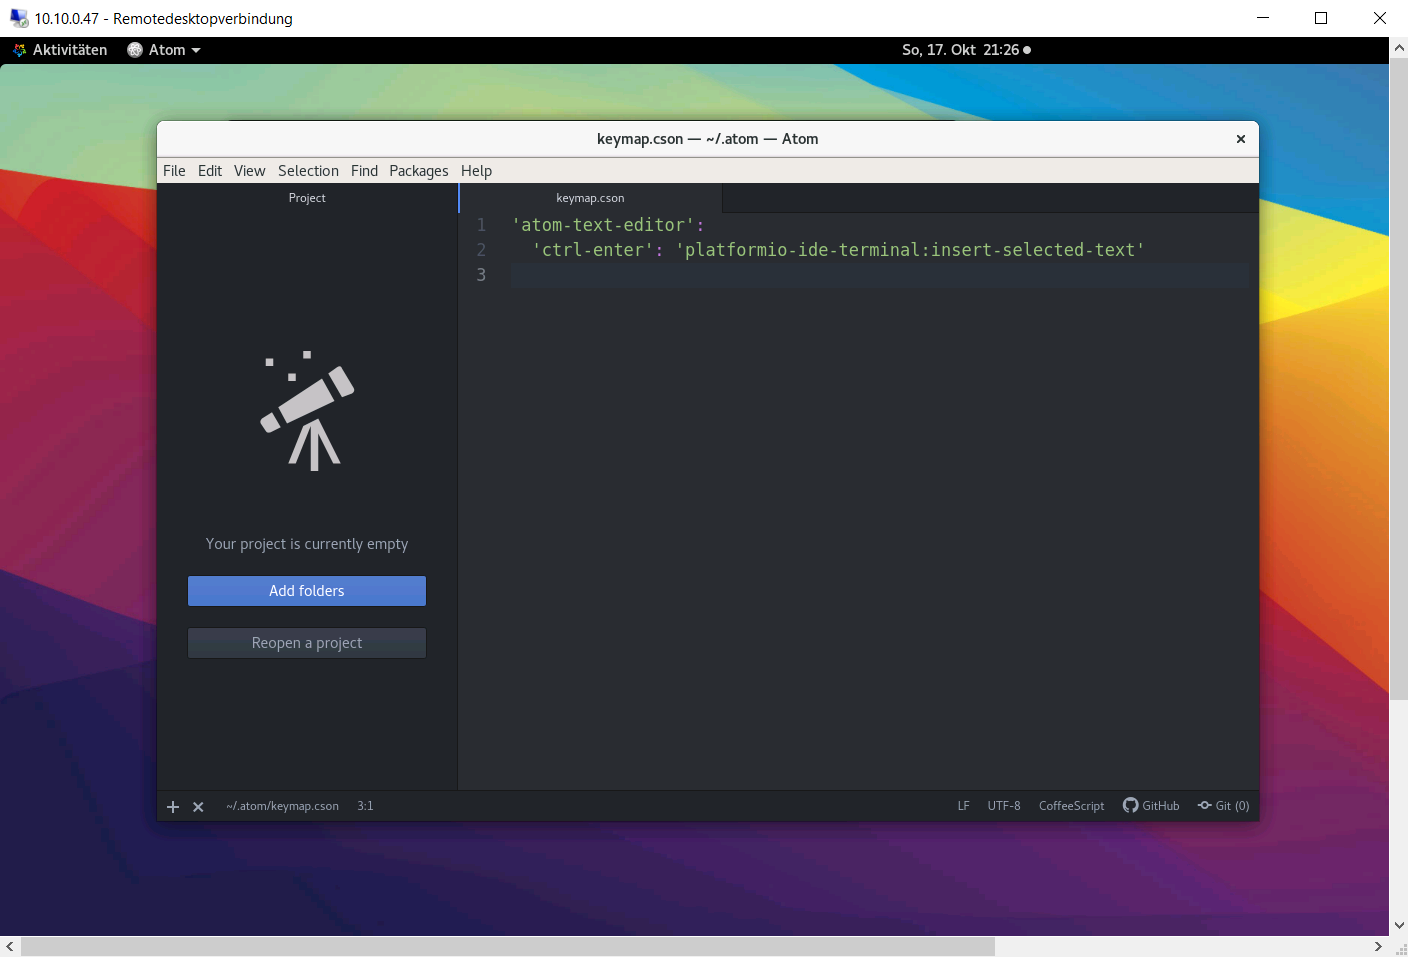 10.10.0.47 - Remotedesktopverbindung
Aktivitäten Atom So, 17. Okt 21:26
keymap.cson — ~/.atom — Atom
File Edit View Selection Find Packages Help
Project keymap.cson
1 'atom-text-editor':
2 'ctrl-enter': 'platformio-ide-terminal:insert-selected-text'
3
Your project is currently empty
Add folders
Reopen a project
~/.atom/keymap.cson 3:1 LF UTF-8 CoffeeScript GitHub Git (0)